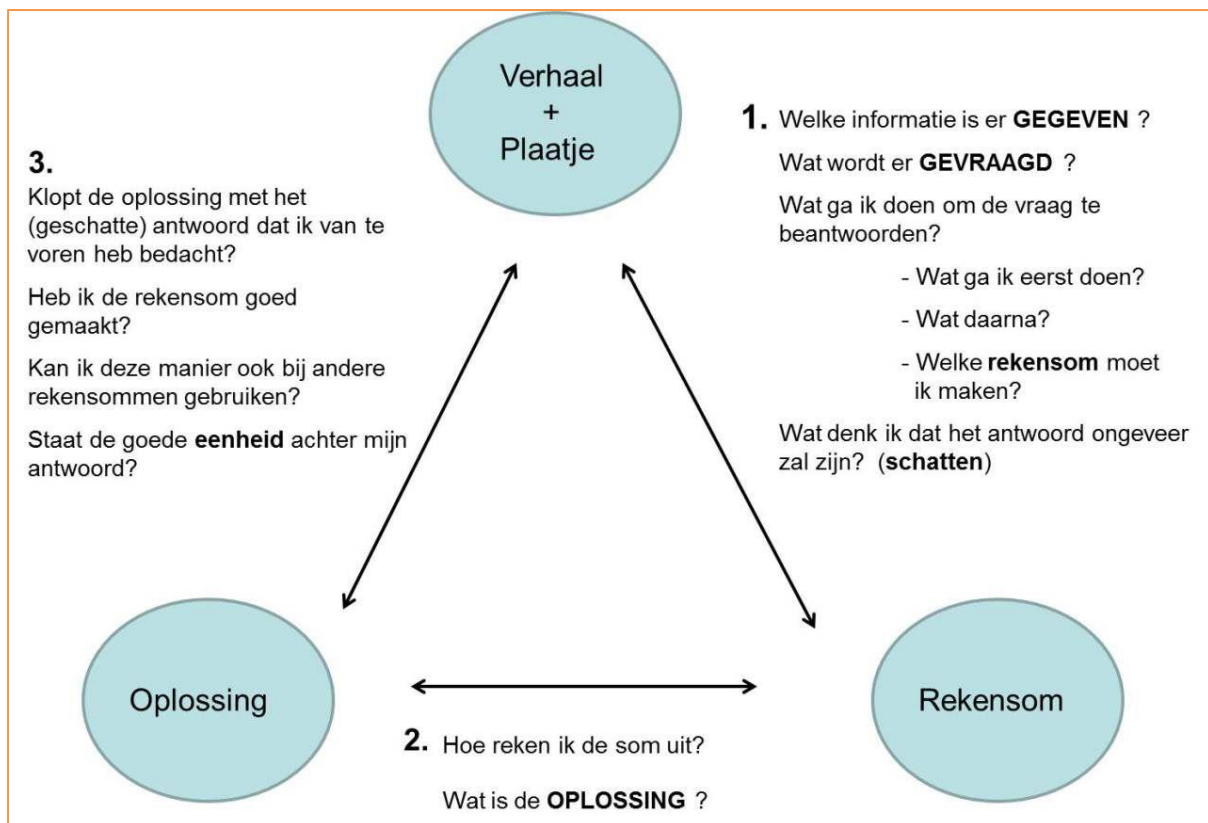 Verhaal
+
Plaatje
1. Welke informatie is er GEGEVEN ?
Wat wordt er GEVRAAGD ?
Wat ga ik doen om de vraag te
beantwoorden?
- Wat ga ik eerst doen?
- Wat daarna?
- Welke rekensom moet
ik maken?
Wat denk ik dat het antwoord ongeveer
zal zijn? (schatten)
Rekensom
2. Hoe reken ik de som uit?
Wat is de OPLOSSING ?
Oplossing
3.
Klopt de oplossing met het
(geschatte) antwoord dat ik van te
voren heb bedacht?
Heb ik de rekensom goed
gemaakt?
Kan ik deze manier ook bij andere
rekensommen gebruiken?
Staat de goede eenheid achter mijn
antwoord?